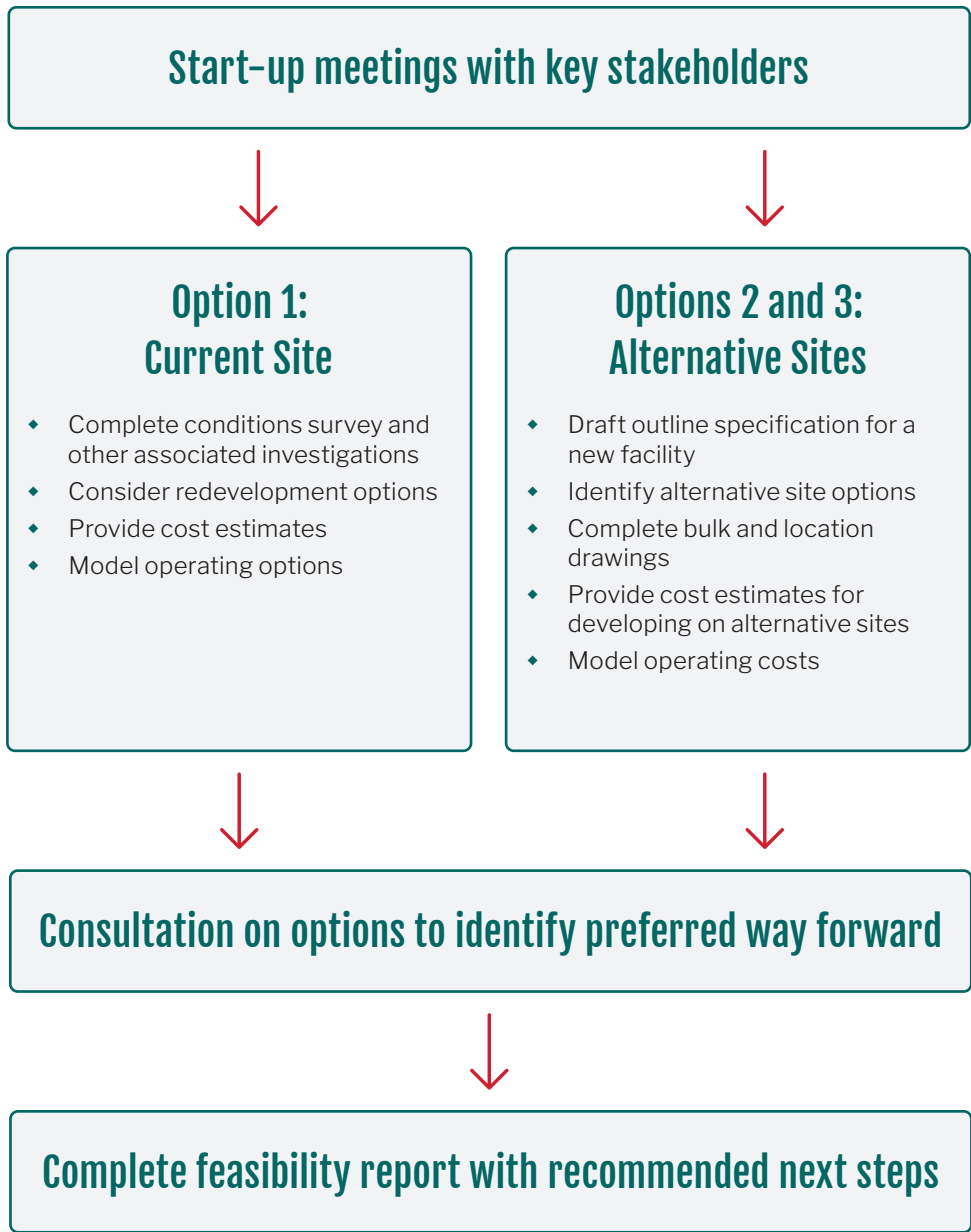 Start-up meetings with key stakeholders
Option 1:
Current Site
◆ Complete conditions survey and
other associated investigations
◆ Consider redevelopment options
◆ Provide cost estimates
◆ Model operating options
Options 2 and 3:
Alternative Sites
◆ Draft outline specification for a
new facility
◆ Identify alternative site options
◆ Complete bulk and location
drawings
◆ Provide cost estimates for
developing on alternative sites
◆ Model operating costs
Consultation on options to identify preferred way forward
Complete feasibility report with recommended next steps